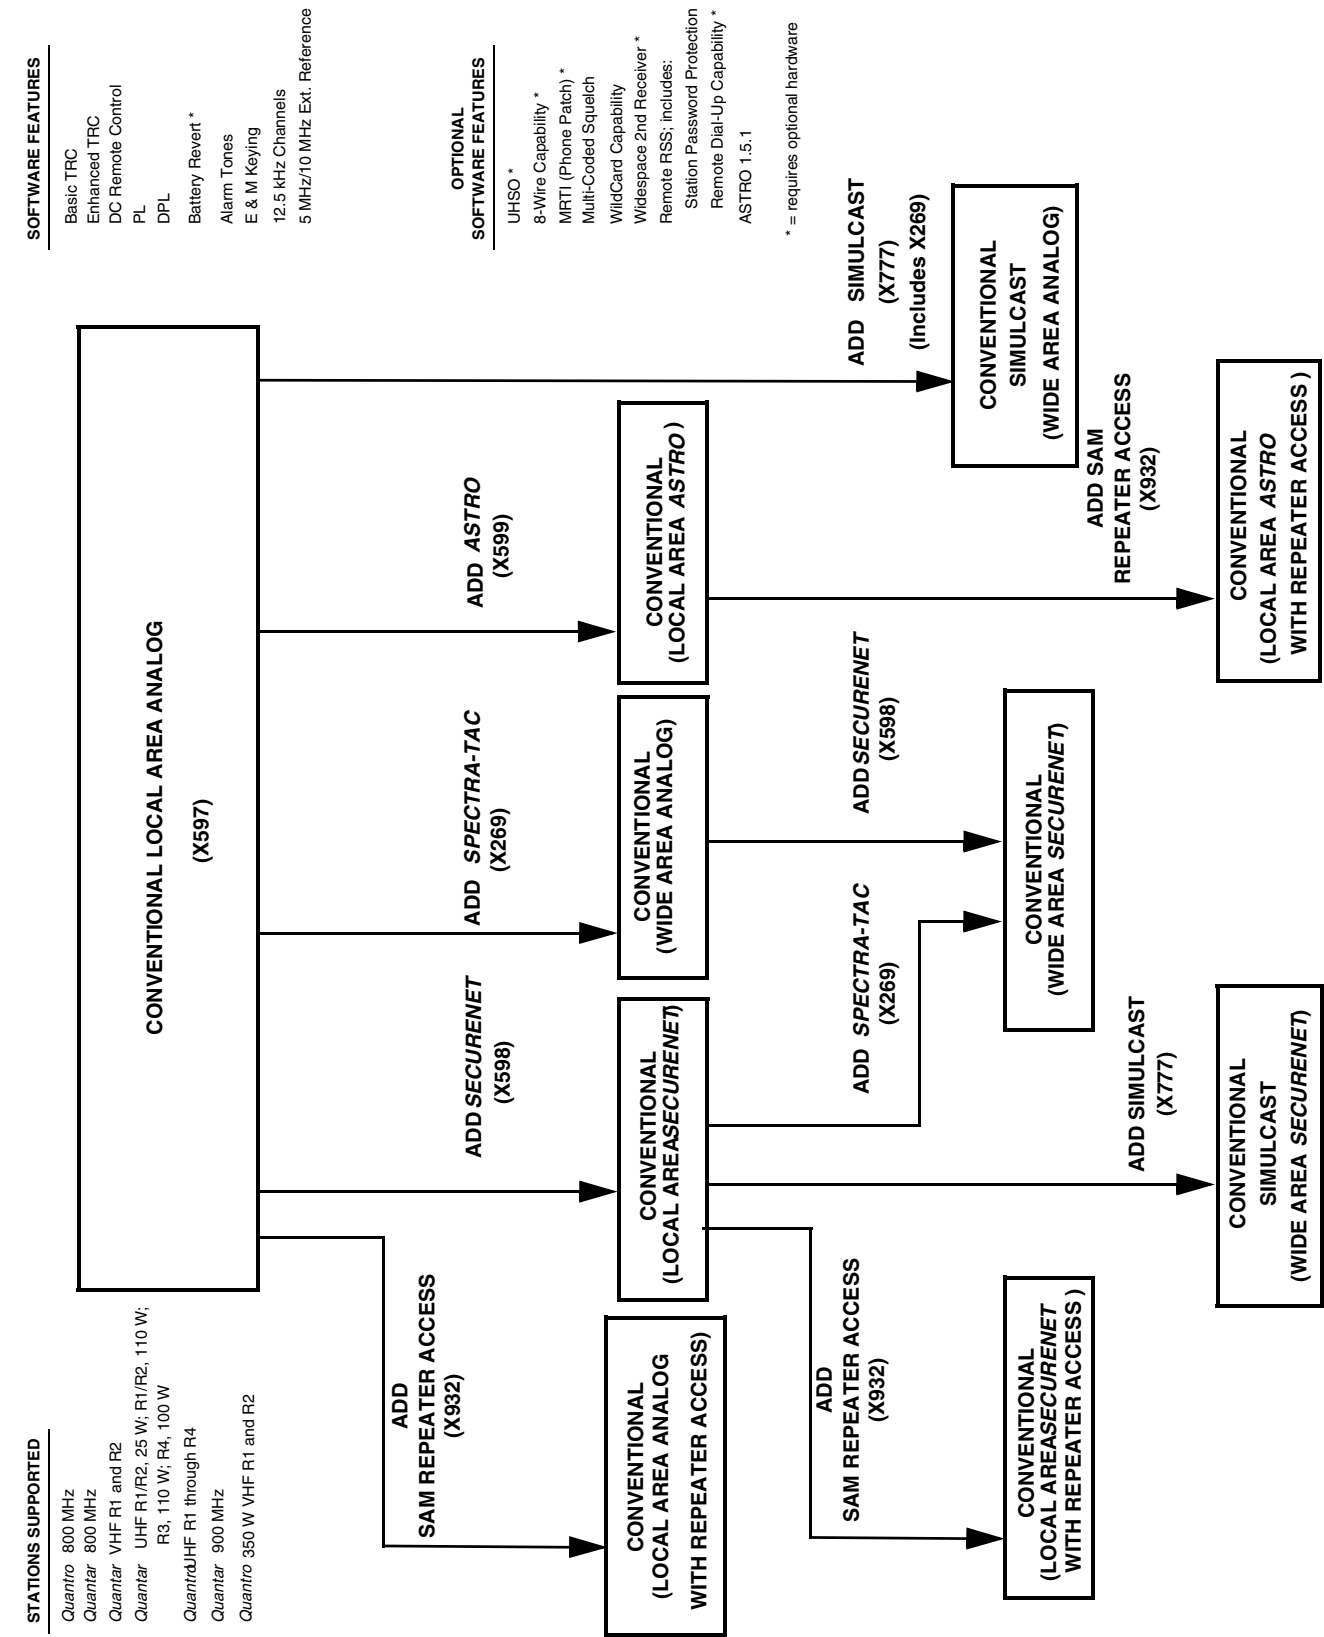 STATIONS SUPPORTED
Quantro 800 MHz
Quantar 800 MHz
Quantar VHF R1 and R2
Quantar UHF R1/R2, 25 W; R1/R2, 110 W;
R3, 110 W; R4, 100 W
Quantro UHF R1 through R4
Quantar 900 MHz
Quantro 350 W VHF R1 and R2
CONVENTIONAL LOCAL AREA ANALOG
(X597)
SOFTWARE FEATURES
Basic TRC
Enhanced TRC
DC Remote Control
PL
DPL
Battery Revert *
Alarm Tones
E & M Keying
12.5 kHz Channels
5 MHz/10 MHz Ext. Reference
OPTIONAL
SOFTWARE FEATURES
UHSO *
8-Wire Capability *
MRTI (Phone Patch) *
Multi-Coded Squelch
WildCard Capability
Widespace 2nd Receiver *
Remote RSS; includes:
Station Password Protection
Remote Dial-Up Capability *
ASTRO 1.5.1
* = requires optional hardware
ADD
SAM REPEATER ACCESS
(X932)
ADD SECURENET
(X598)
ADD SPECTRA-TAC
(X269)
ADD ASTRO
(X599)
ADD SIMULCAST
(X777)
(Includes X269)
CONVENTIONAL
(LOCAL AREA ANALOG
WITH REPEATER ACCESS)
CONVENTIONAL
(LOCAL AREASECURENET)
CONVENTIONAL
(WIDE AREA ANALOG)
CONVENTIONAL
(LOCAL AREA ASTRO )
CONVENTIONAL
SIMULCAST
(WIDE AREA ANALOG)
ADD
SAM REPEATER ACCESS
(X932)
ADD SPECTRA-TAC
(X269)
ADD SECURENET
(X598)
ADD SIMULCAST
(X777)
ADD SAM
REPEATER ACCESS
(X932)
CONVENTIONAL
(LOCAL AREASECURENET
WITH REPEATER ACCESS )
CONVENTIONAL
(WIDE AREA SECURENET)
CONVENTIONAL
SIMULCAST
(WIDE AREA SECURENET)
CONVENTIONAL
(LOCAL AREA ASTRO
WITH REPEATER ACCESS )